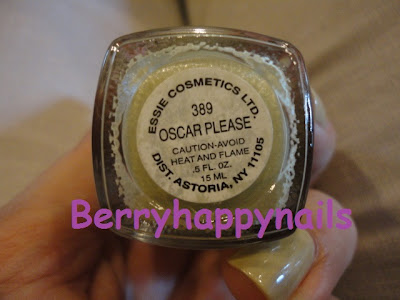 ESSIE COSMETICS LTD.
389
OSCAR PLEASE
CAUTION-AVOID
HEAT AND FLAME
.5 FL. OZ.
15 ML
DIST. ASTORIA, NY 11105
Berryhappynails